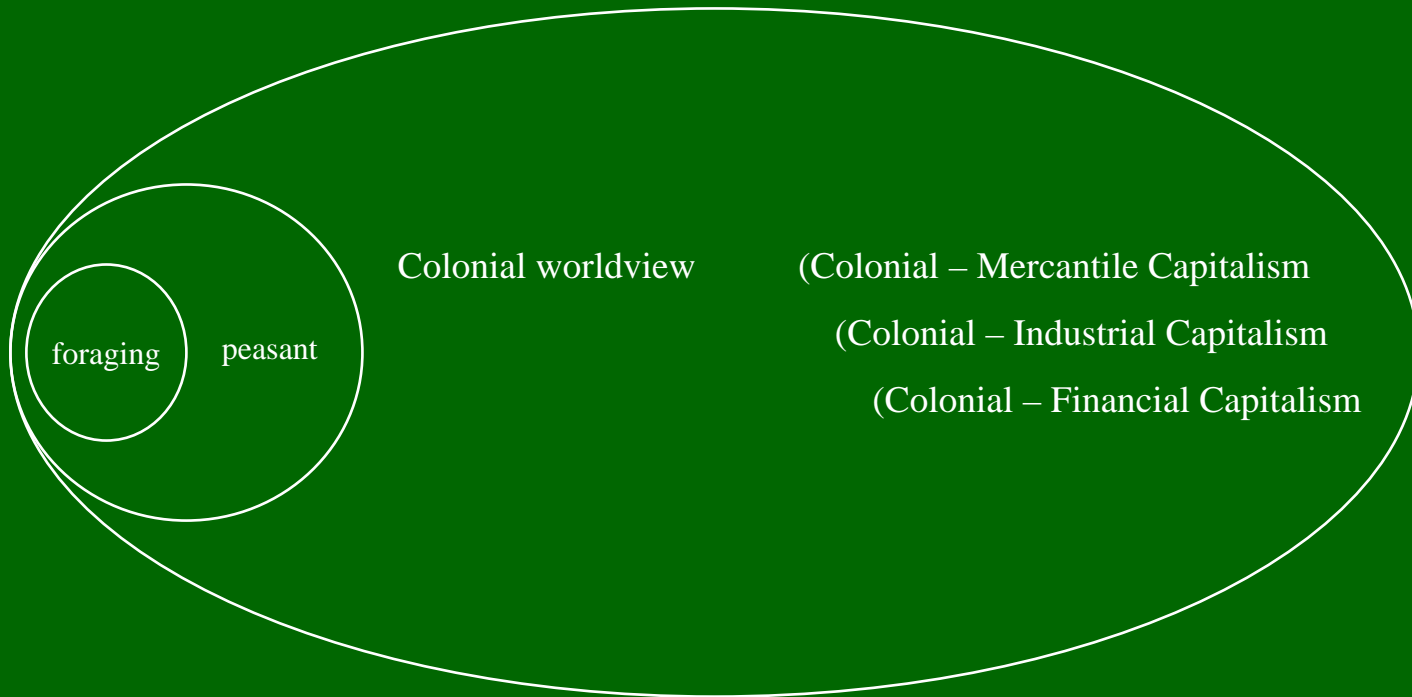 Colonial worldview (Colonial – Mercantile Capitalism
(Colonial – Industrial Capitalism
foraging peasant
(Colonial – Financial Capitalism